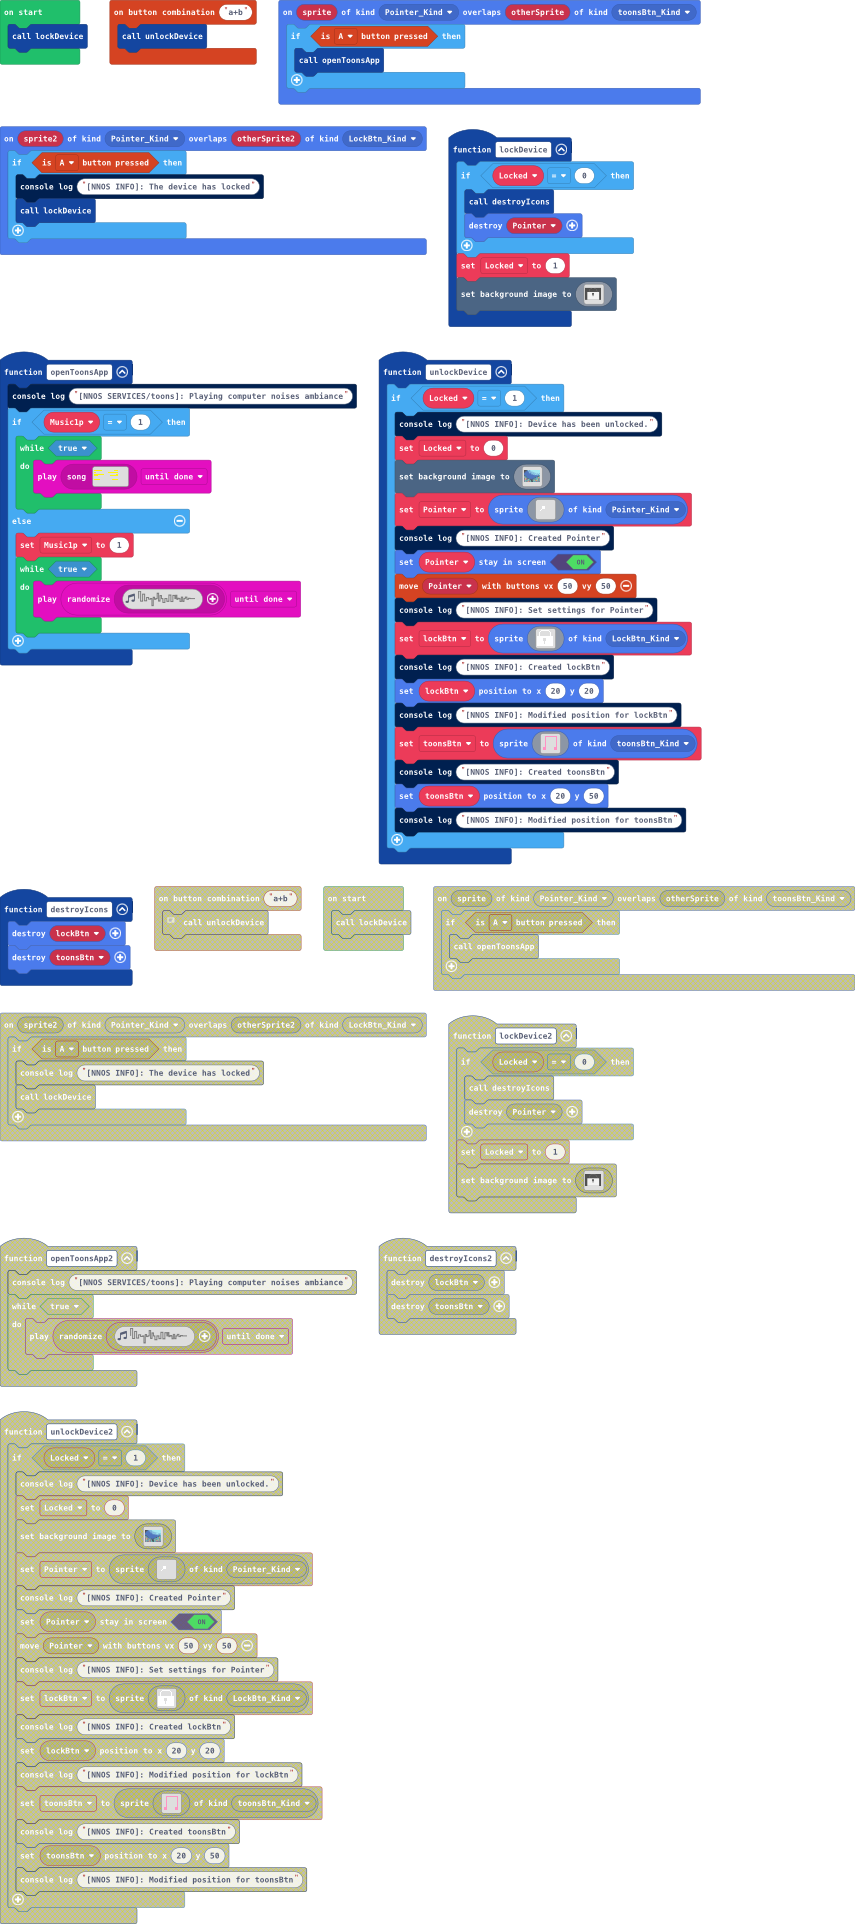 on start
call lockDevice
on button combination "a+b"
call unlockDevice
on sprite of kind Pointer_Kind overlaps otherSprite of kind toonsBtn_Kind
if is A button pressed then
call openToonsApp
on sprite2 of kind Pointer_Kind overlaps otherSprite2 of kind LockBtn_Kind
if is A button pressed then
console log "[NNOS INFO]: The device has locked"
call lockDevice
function lockDevice
if Locked = 0 then
call destroyIcons
destroy Pointer
set Locked to 1
set background image to
function openToonsApp
console log "[NNOS SERVICES/toons]: Playing computer noises ambiance"
if Music1p = 1 then
while true
do
play song until done
else
set Music1p to 1
while true
do
play randomize until done
function unlockDevice
if Locked = 1 then
console log "[NNOS INFO]: Device has been unlocked."
set Locked to 0
set background image to
set Pointer to sprite of kind Pointer_Kind
console log "[NNOS INFO]: Created Pointer"
set Pointer stay in screen ON
move Pointer with buttons vx 50 vy 50
console log "[NNOS INFO]: Set settings for Pointer"
set lockBtn to sprite of kind LockBtn_Kind
console log "[NNOS INFO]: Created lockBtn"
set lockBtn position to x 20 y 20
console log "[NNOS INFO]: Modified position for lockBtn"
set toonsBtn to sprite of kind toonsBtn_Kind
console log "[NNOS INFO]: Created toonsBtn"
set toonsBtn position to x 20 y 50
console log "[NNOS INFO]: Modified position for toonsBtn"
function destroyIcons
destroy lockBtn
destroy toonsBtn
on button combination "a+b"
call unlockDevice
on start
call lockDevice
on sprite of kind Pointer_Kind overlaps otherSprite of kind toonsBtn_Kind
if is A button pressed then
call openToonsApp
on sprite2 of kind Pointer_Kind overlaps otherSprite2 of kind LockBtn_Kind
if is A button pressed then
console log "[NNOS INFO]: The device has locked"
call lockDevice
function lockDevice2
if Locked = 0 then
call destroyIcons
destroy Pointer
set Locked to 1
set background image to
function openToonsApp2
console log "[NNOS SERVICES/toons]: Playing computer noises ambiance"
while true
do
play randomize until done
function destroyIcons2
destroy lockBtn
destroy toonsBtn
function unlockDevice2
if Locked = 1 then
console log "[NNOS INFO]: Device has been unlocked."
set Locked to 0
set background image to
set Pointer to sprite of kind Pointer_Kind
console log "[NNOS INFO]: Created Pointer"
set Pointer stay in screen ON
move Pointer with buttons vx 50 vy 50
console log "[NNOS INFO]: Set settings for Pointer"
set lockBtn to sprite of kind LockBtn_Kind
console log "[NNOS INFO]: Created lockBtn"
set lockBtn position to x 20 y 20
console log "[NNOS INFO]: Modified position for lockBtn"
set toonsBtn to sprite of kind toonsBtn_Kind
console log "[NNOS INFO]: Created toonsBtn"
set toonsBtn position to x 20 y 50
console log "[NNOS INFO]: Modified position for toonsBtn"